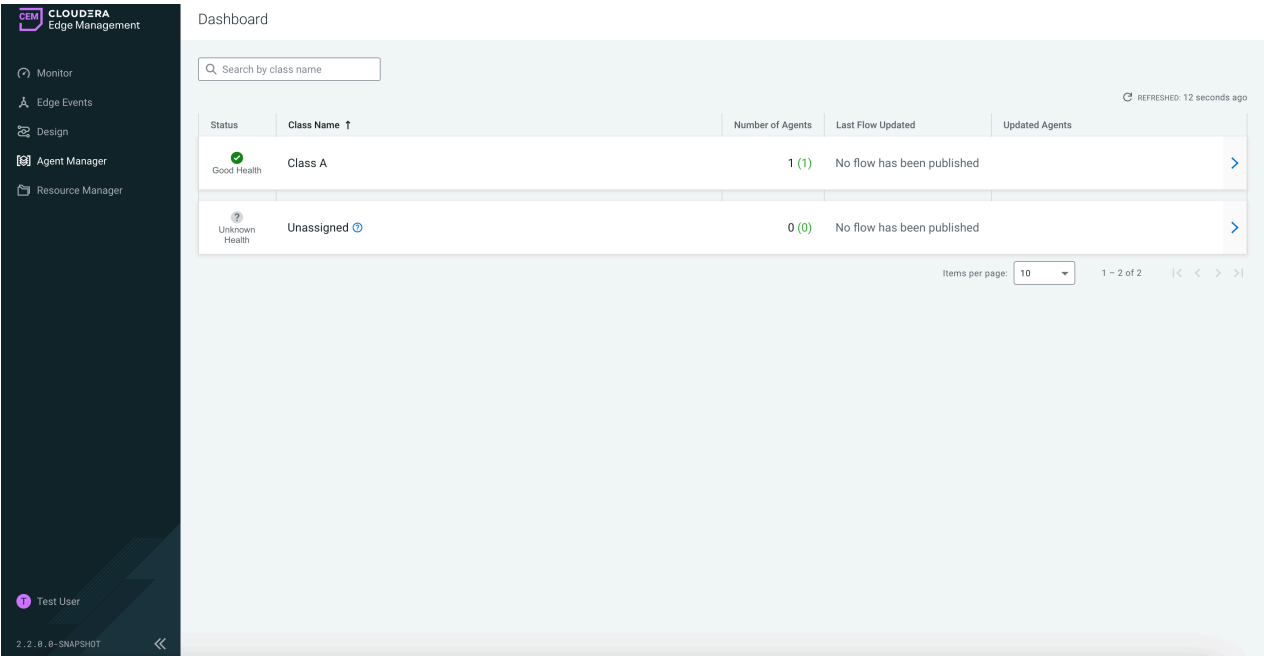 CEM CLOUDERA
Edge Management
Dashboard
Monitor
Edge Events
Design
Agent Manager
Resource Manager
Search by class name
REFRESHED: 12 seconds ago
Status Class Name ↑ Number of Agents Last Flow Updated Updated Agents
Good Health Class A 1 (1) No flow has been published
? Unknown Health Unassigned ? 0 (0) No flow has been published
Items per page: 10 1 – 2 of 2
T Test User
2.2.0.0-SNAPSHOT